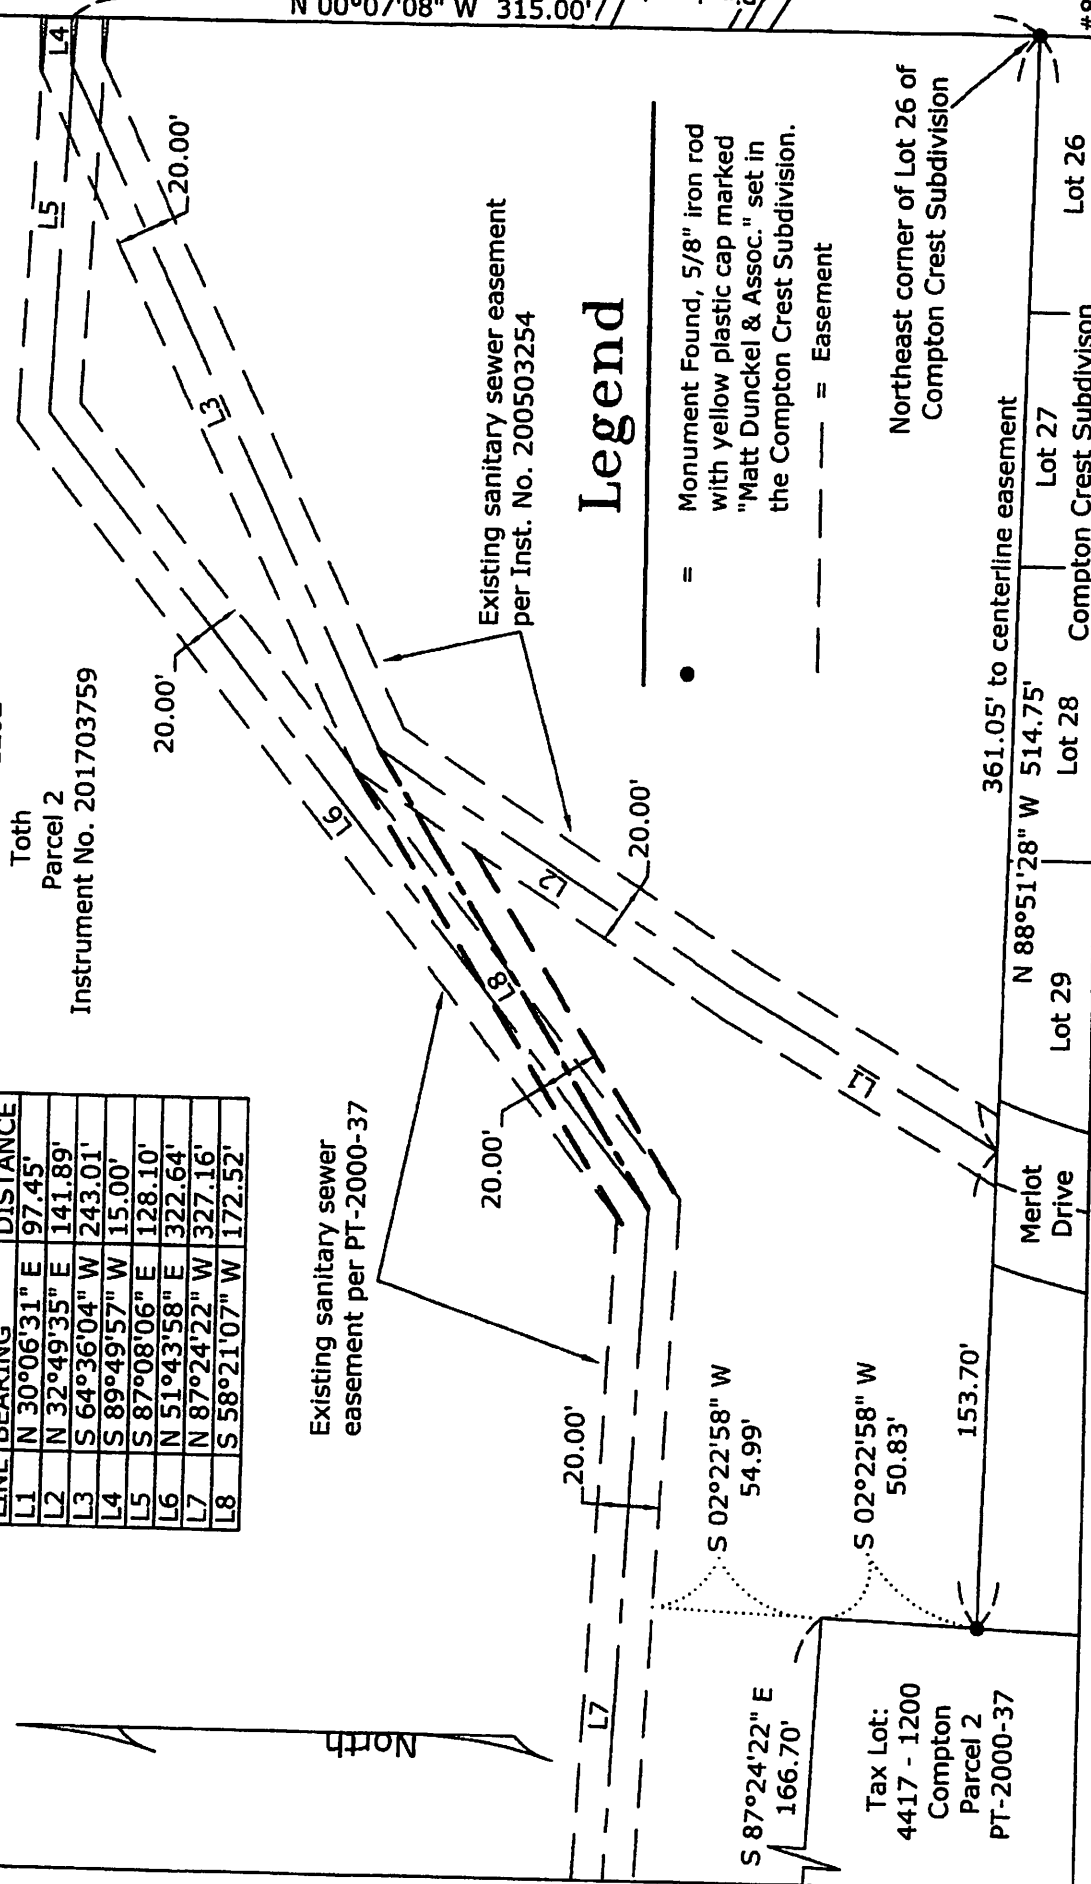 N 00°07'08" W 315.00'
L4
L5
20.00'
L3
Toth
Parcel 2
Instrument No. 201703759
20.00'
L6
Existing sanitary sewer easement
per Inst. No. 200503254
Legend
= Monument Found, 5/8" iron rod
with yellow plastic cap marked
"Matt Dunckel & Assoc." set in
the Compton Crest Subdivision.
= Easement
Northeast corner of Lot 26 of
Compton Crest Subdivision
LINE BEARING DISTANCE
L1 N 30°06'31" E 97.45'
L2 N 32°49'35" E 141.89'
L3 S 64°36'04" W 243.01'
L4 S 89°49'57" W 15.00'
L5 S 87°08'06" E 128.10'
L6 N 51°43'58" E 322.64'
L7 N 87°24'22" W 327.16'
L8 S 58°21'07" W 172.52'
Existing sanitary sewer
easement per PT-2000-37
20.00'
L8
L2
20.00'
L1
20.00'
L7
North
S 02°22'58" W
54.99'
S 02°22'58" W
50.83'
S 87°24'22" E
166.70'
Tax Lot:
4417 - 1200
Compton
Parcel 2
PT-2000-37
153.70'
361.05' to centerline easement
N 88°51'28" W 514.75'
Merlot
Drive
Lot 29
Lot 28
Lot 27
Lot 26
Compton Crest Subdivison